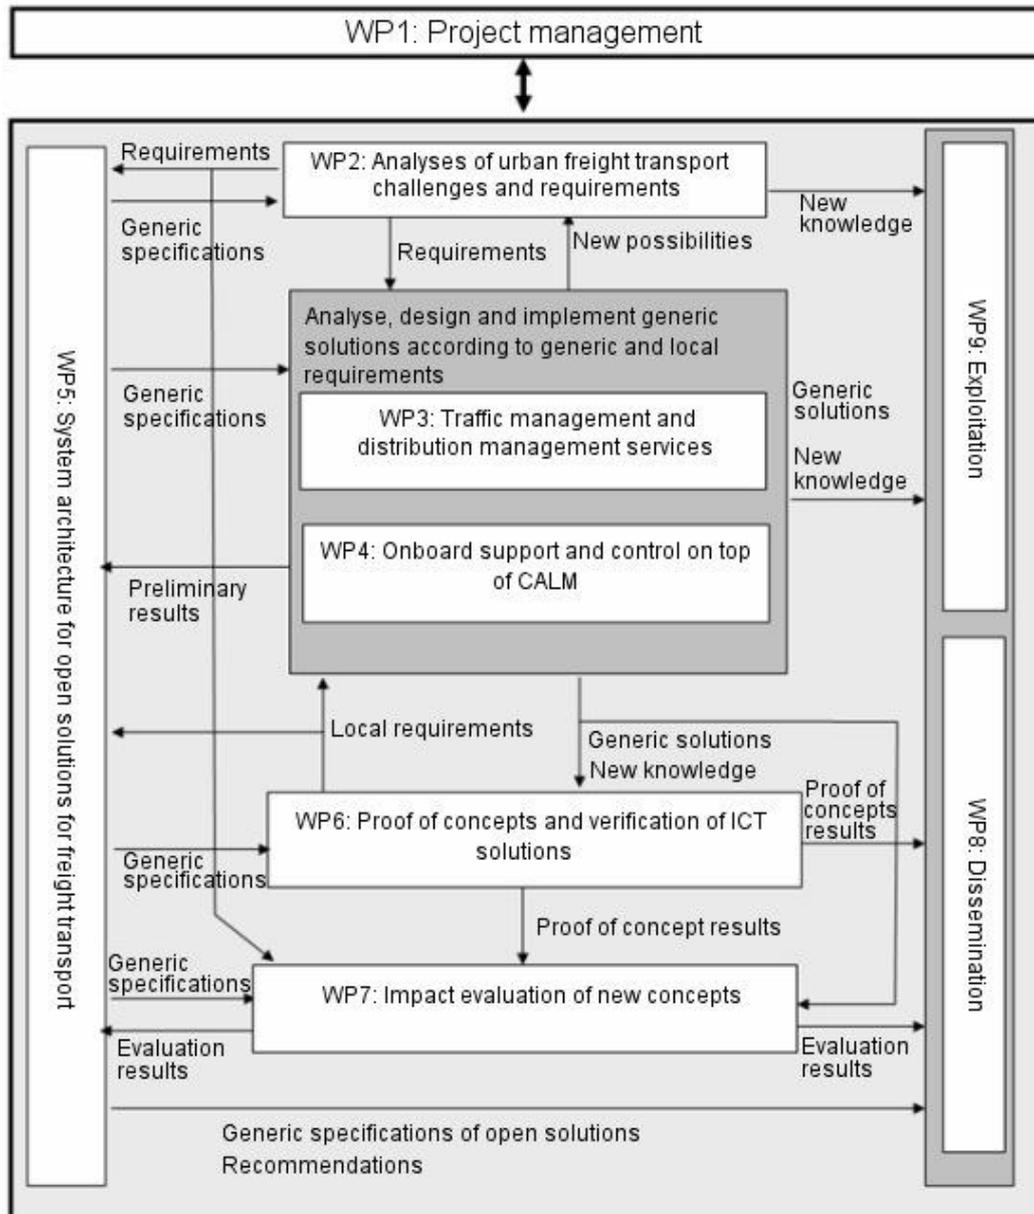 WP1: Project management
Requirements
WP2: Analyses of urban freight transport
challenges and requirements
New
knowledge
Generic
specifications
Requirements
New possibilities
Analyse, design and implement generic
solutions according to generic and local
requirements
WP5: System architecture for open solutions for freight transport
Generic
specifications
WP3: Traffic management and
distribution management services
Generic
solutions
New
knowledge
WP9: Exploitation
WP4: Onboard support and control on top
of CALM
Preliminary
results
Local requirements
Generic solutions
New knowledge
WP6: Proof of concepts and verification of ICT
solutions
Proof of
concepts
results
WP8: Dissemination
Generic
specifications
Proof of concept results
Generic
specifications
WP7: Impact evaluation of new concepts
Evaluation
results
Evaluation
results
Generic specifications of open solutions
Recommendations